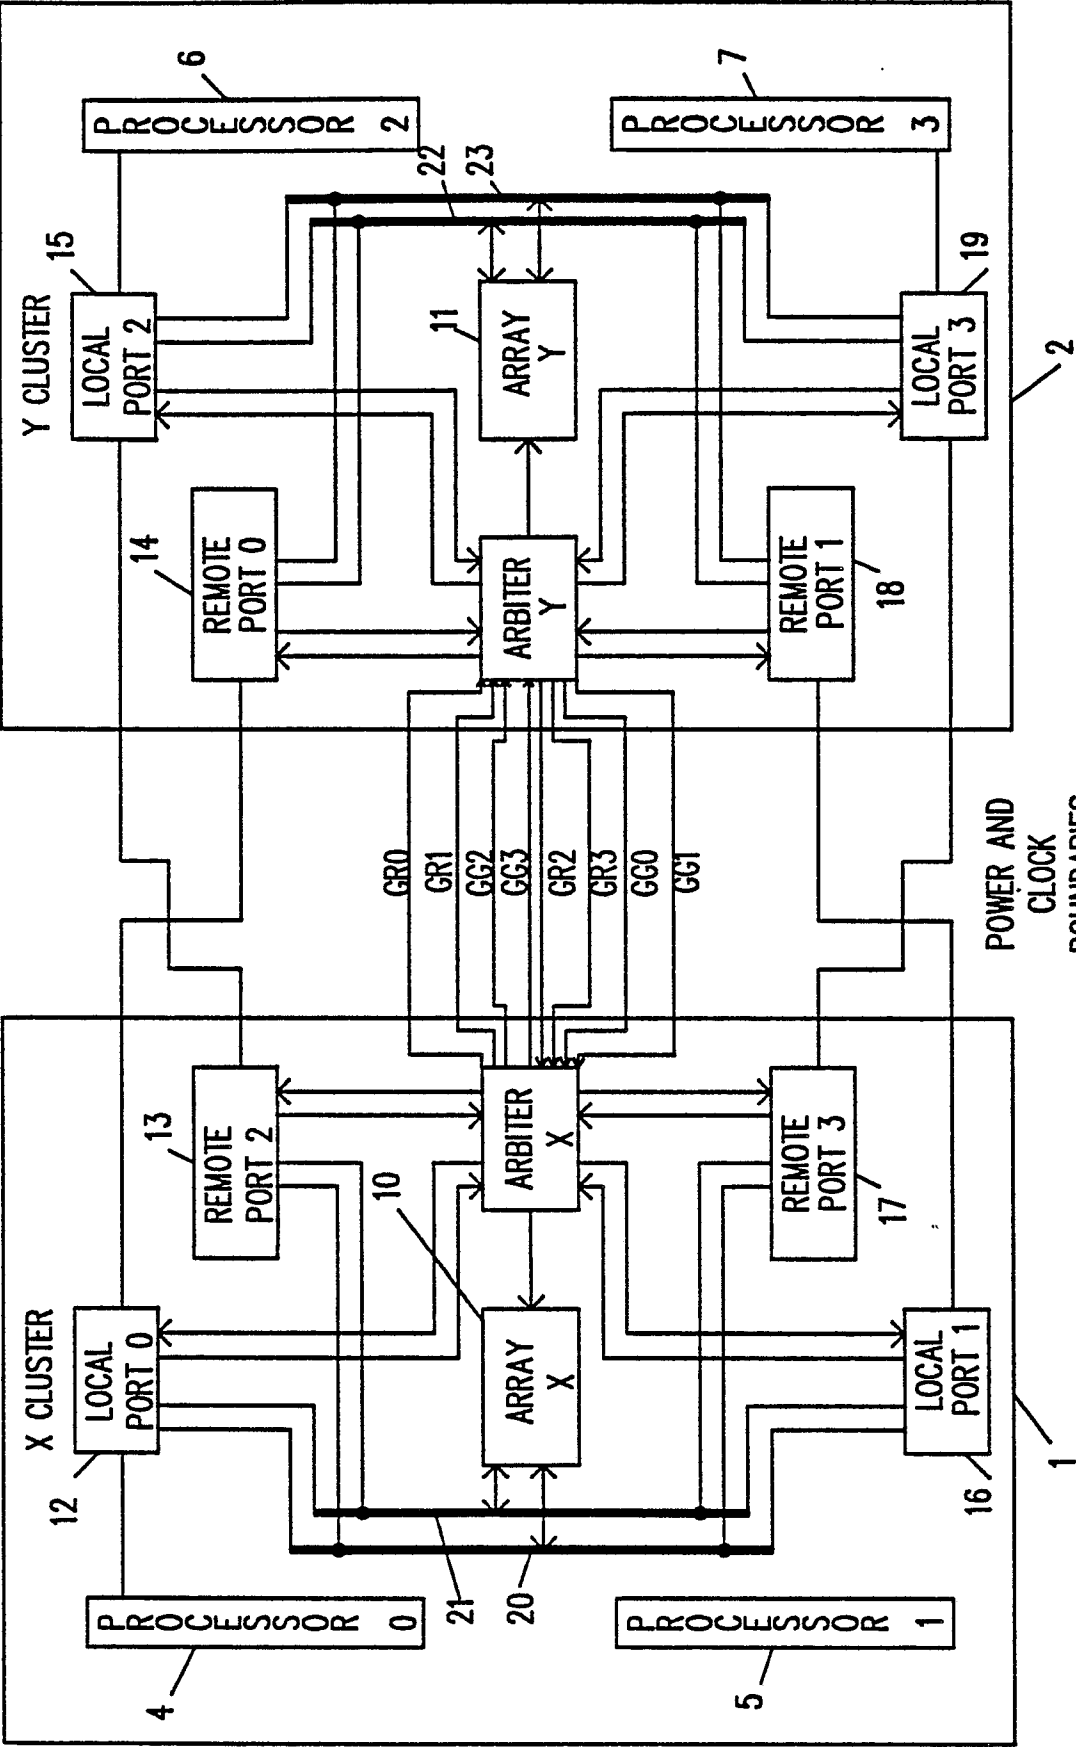 X CLUSTER
Y CLUSTER
4
PROCESSOR 0
12
LOCAL
PORT 0
13
REMOTE
PORT 2
14
REMOTE
PORT 0
15
LOCAL
PORT 2
6
PROCESSOR 2
21
20
10
ARRAY
X
ARBITER
X
GR0
GR1
GG2
GG3
GR2
GR3
GG0
GG1
ARBITER
Y
11
ARRAY
Y
22
23
5
PROCESSOR 1
16
LOCAL
PORT 1
17
REMOTE
PORT 3
18
REMOTE
PORT 1
19
LOCAL
PORT 3
7
PROCESSOR 3
1
2
POWER AND
CLOCK
BOUNDARIES